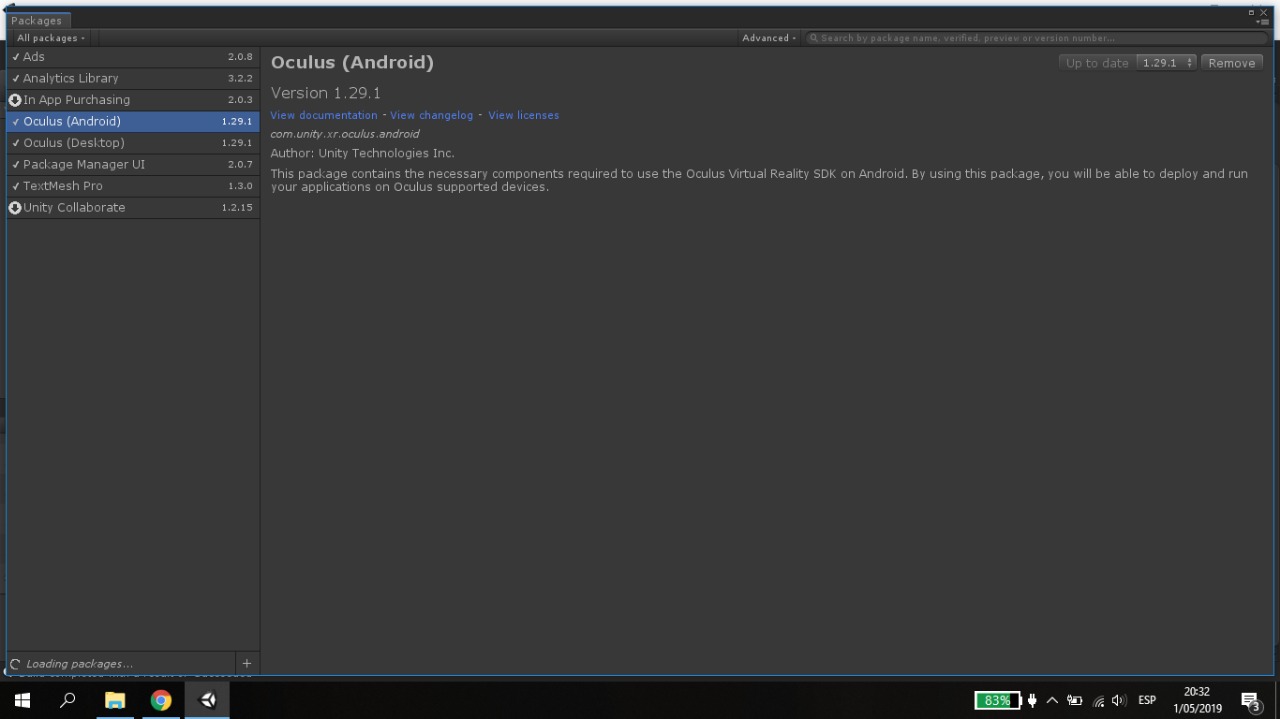 Packages
All packages
Advanced
Search by package name, verified, preview or version number...
Ads 2.0.8
Analytics Library 3.2.2
In App Purchasing 2.0.3
Oculus (Android) 1.29.1
Oculus (Desktop) 1.29.1
Package Manager UI 2.0.7
TextMesh Pro 1.3.0
Unity Collaborate 1.2.15
Oculus (Android)
Up to date 1.29.1 Remove
Version 1.29.1
View documentation - View changelog - View licenses
com.unity.xr.oculus.android
Author: Unity Technologies Inc.
This package contains the necessary components required to use the Oculus Virtual Reality SDK on Android. By using this package, you will be able to deploy and run
your applications on Oculus supported devices.
Loading packages... +
Build completed with a result of 'Succeeded'
83%
ESP
20:32
1/05/2019
3